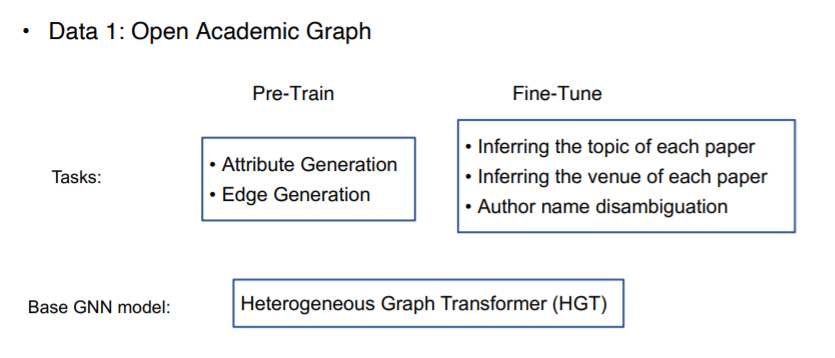 • Data 1: Open Academic Graph
Pre-Train
Fine-Tune
Tasks:
• Attribute Generation
• Edge Generation
• Inferring the topic of each paper
• Inferring the venue of each paper
• Author name disambiguation
Base GNN model:
Heterogeneous Graph Transformer (HGT)